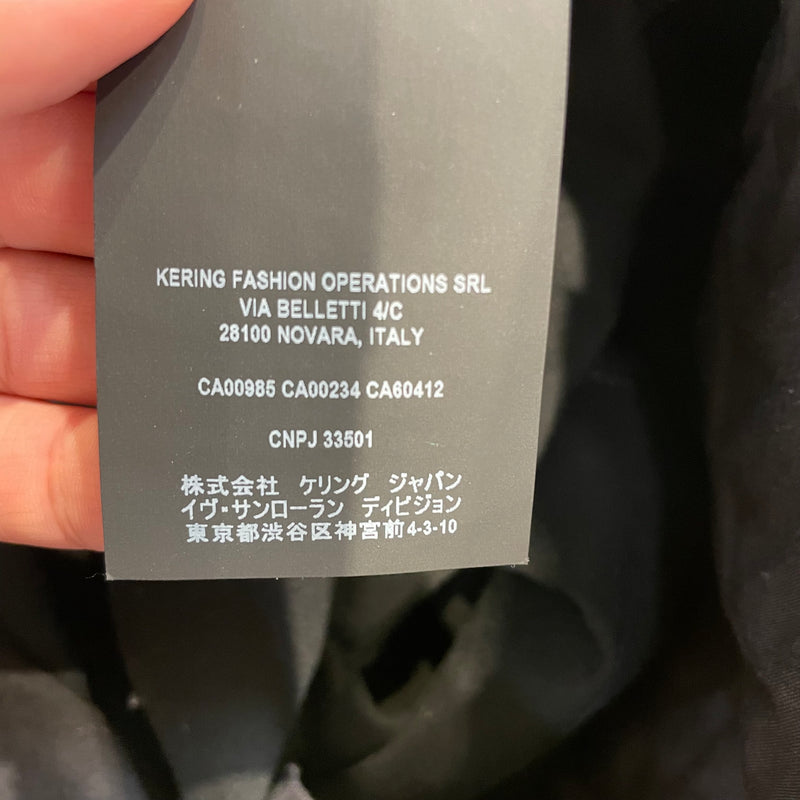 KERING FASHION OPERATIONS SRL
VIA BELLETTI 4/C
28100 NOVARA, ITALY
CA00985 CA00234 CA60412
CNPJ 33501
株式会社 ケリング ジャパン
イヴ・サンローラン ディビジョン
東京都渋谷区神宮前4-3-10